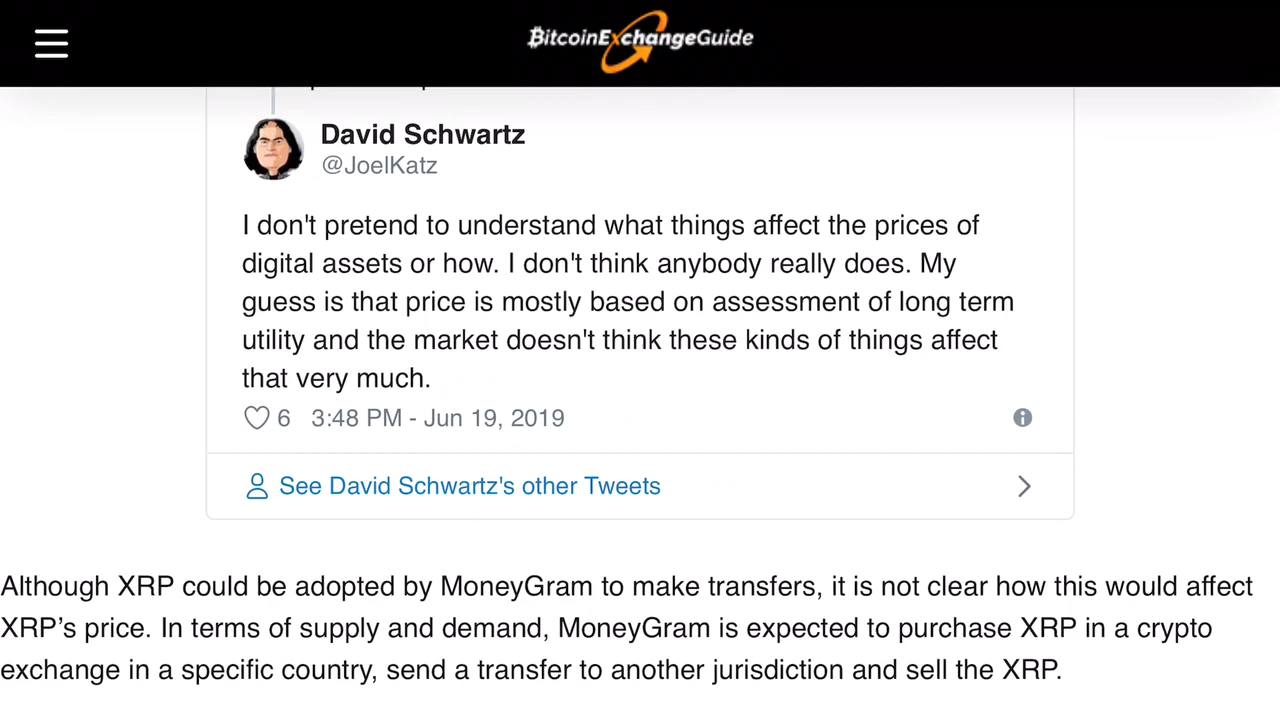 BitcoinExchangeGuide
David Schwartz
@JoelKatz
I don't pretend to understand what things affect the prices of
digital assets or how. I don't think anybody really does. My
guess is that price is mostly based on assessment of long term
utility and the market doesn't think these kinds of things affect
that very much.
6 3:48 PM - Jun 19, 2019
See David Schwartz's other Tweets
Although XRP could be adopted by MoneyGram to make transfers, it is not clear how this would affect
XRP’s price. In terms of supply and demand, MoneyGram is expected to purchase XRP in a crypto
exchange in a specific country, send a transfer to another jurisdiction and sell the XRP.